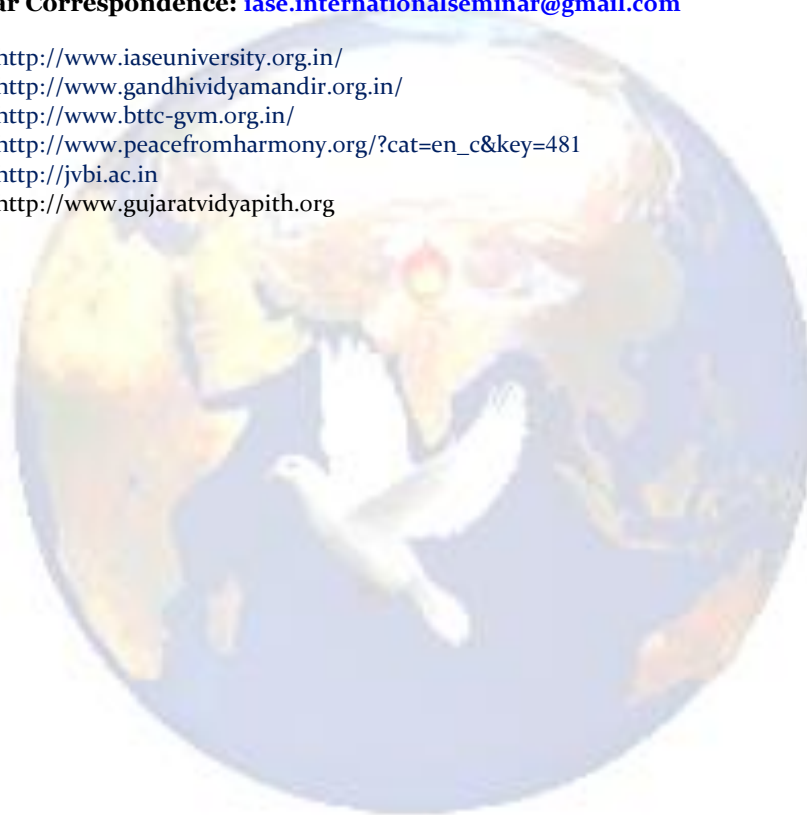 ar Correspondence: iase.internationalseminar@gmail.com
http://www.iaseuniversity.org.in/
http://www.gandhividyamandir.org.in/
http://www.bttc-gvm.org.in/
http://www.peacefromharmony.org/?cat=en_c&key=481
http://jvbi.ac.in
http://www.gujaratvidyapith.org